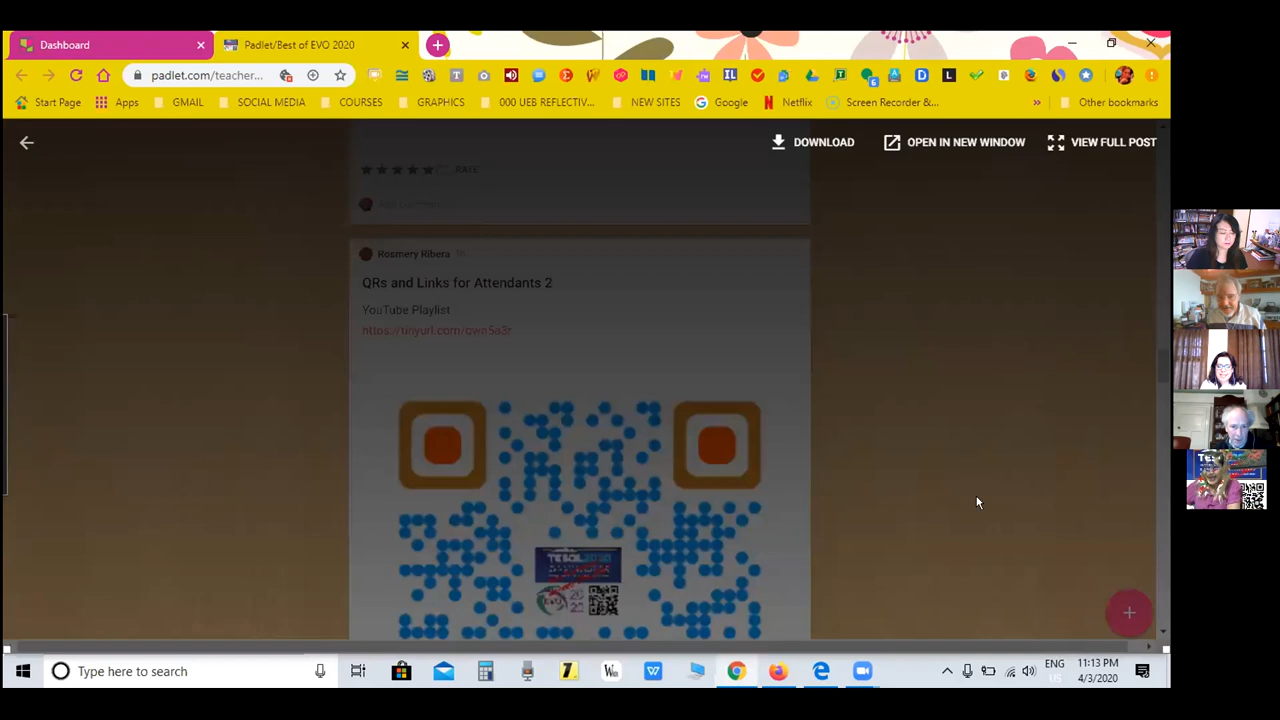 Dashboard
Padlet/Best of EVO 2020
padlet.com/teacher...
Start Page
Apps
GMAIL
SOCIAL MEDIA
COURSES
GRAPHICS
000 UEB REFLECTIV...
NEW SITES
Google
Netflix
Screen Recorder &...
»
Other bookmarks
DOWNLOAD
OPEN IN NEW WINDOW
VIEW FULL POST
RATE
Rosmery Ribera
QRs and Links for Attendants 2
YouTube Playlist
Type here to search
ENG
US
11:13 PM
4/3/2020